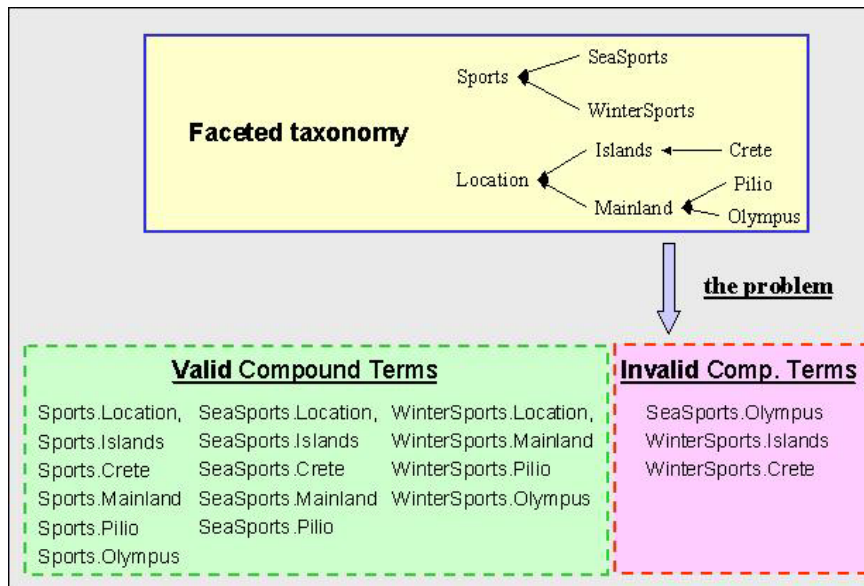 SeaSports
Sports
WinterSports
Faceted taxonomy
Islands
Crete
Location
Pilio
Mainland
Olympus
the problem
Valid Compound Terms
Sports.Location, SeaSports.Location, WinterSports.Location,
Sports.Islands SeaSports.Islands WinterSports.Mainland
Sports.Crete SeaSports.Crete WinterSports.Pilio
Sports.Mainland SeaSports.Mainland WinterSports.Olympus
Sports.Pilio SeaSports.Pilio
Sports.Olympus
Invalid Comp. Terms
SeaSports.Olympus
WinterSports.Islands
WinterSports.Crete